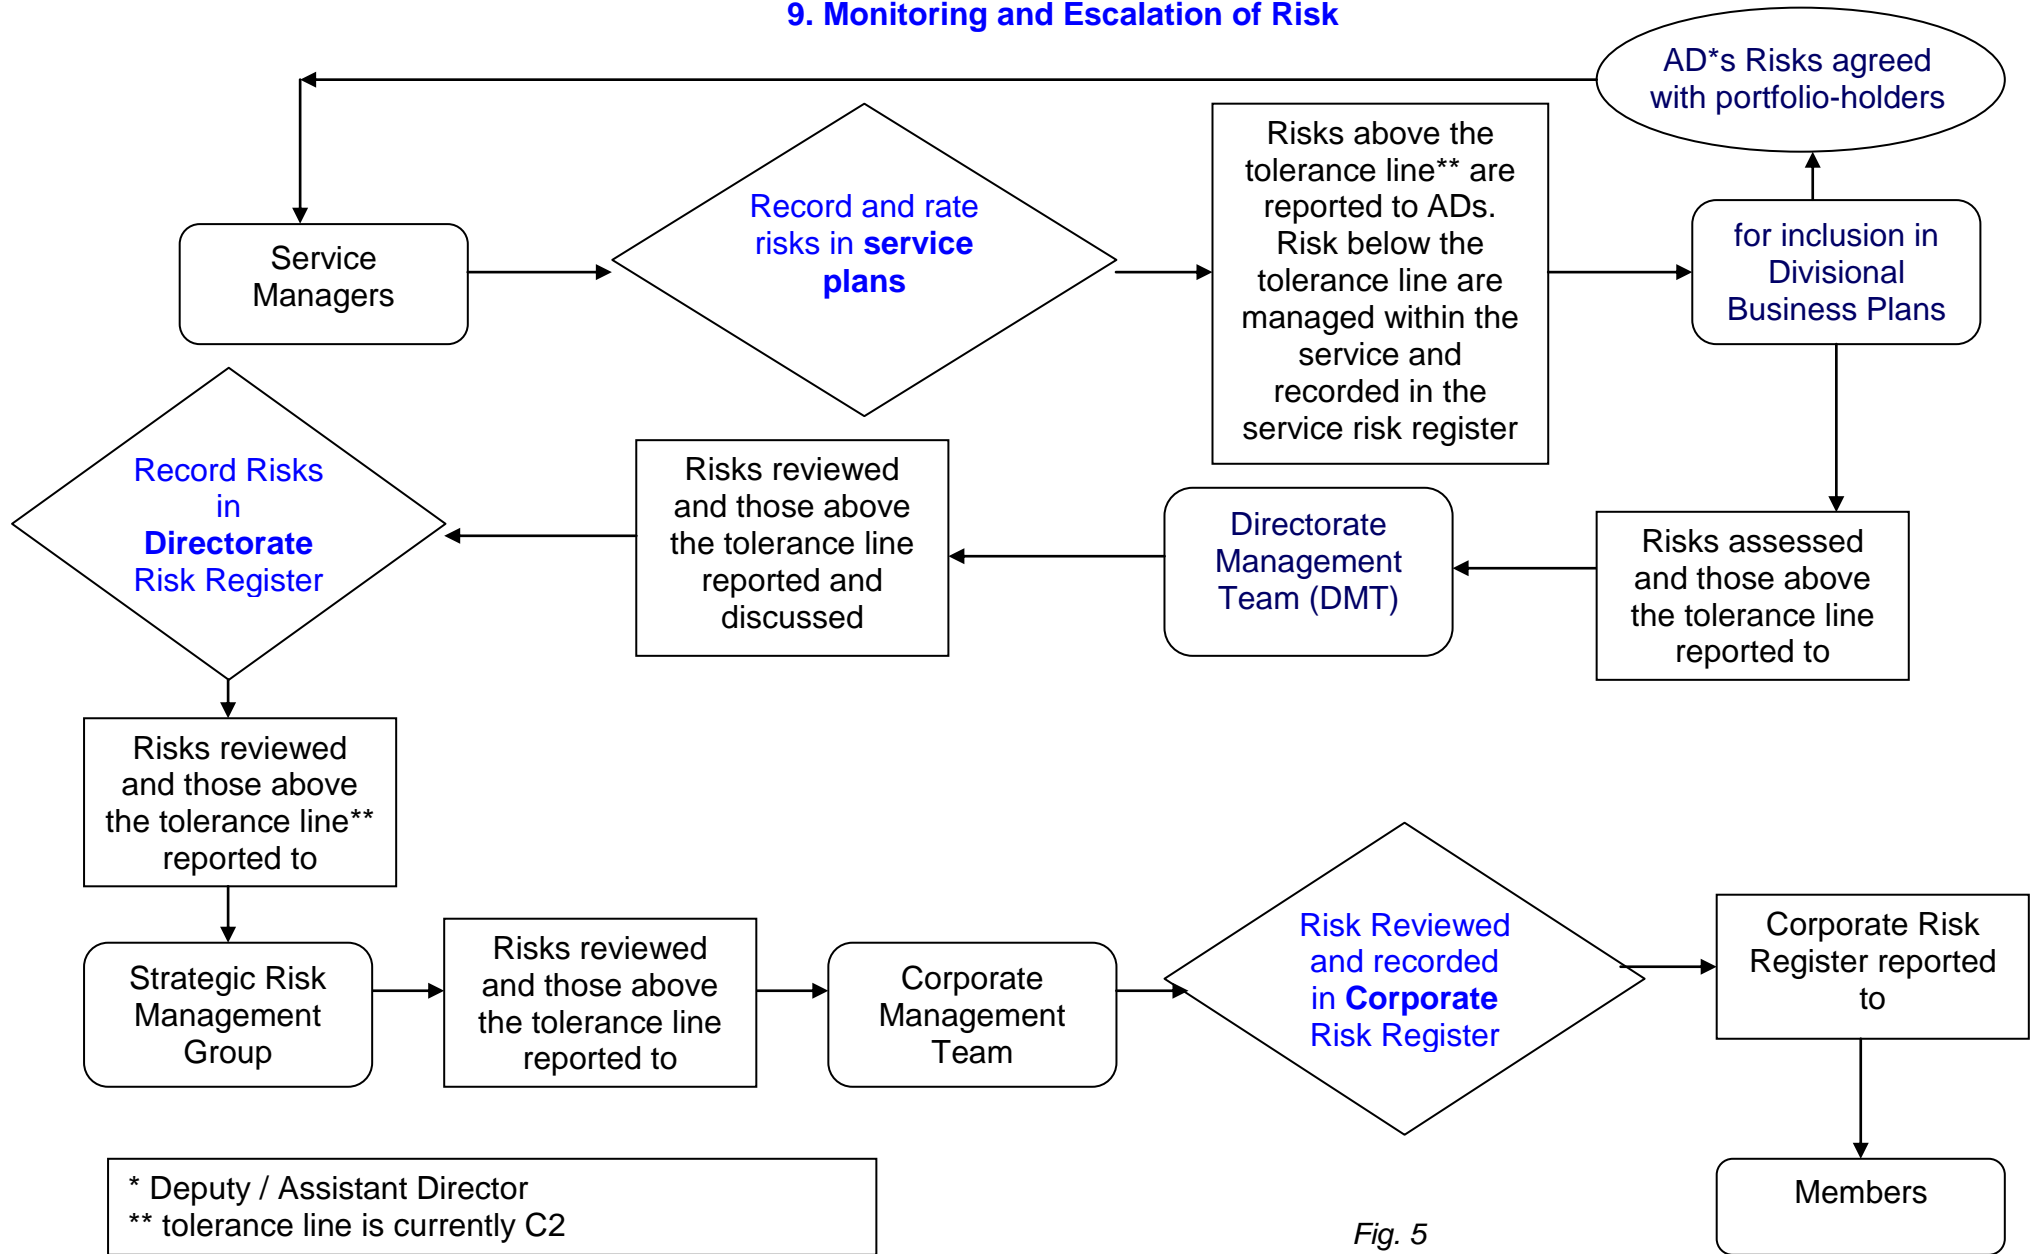 9. Monitoring and Escalation of Risk
AD*s Risks agreed
with portfolio-holders
Service
Managers
Record and rate
risks in service
plans
Risks above the
tolerance line** are
reported to ADs.
Risk below the
tolerance line are
managed within the
service and
recorded in the
service risk register
for inclusion in
Divisional
Business Plans
Risks assessed
and those above
the tolerance line
reported to
Directorate
Management
Team (DMT)
Risks reviewed
and those above
the tolerance line
reported and
discussed
Record Risks
in
Directorate
Risk Register
Risks reviewed
and those above
the tolerance line**
reported to
Strategic Risk
Management
Group
Risks reviewed
and those above
the tolerance line
reported to
Corporate
Management
Team
Risk Reviewed
and recorded
in Corporate
Risk Register
Corporate Risk
Register reported
to
Members
* Deputy / Assistant Director
** tolerance line is currently C2
Fig. 5